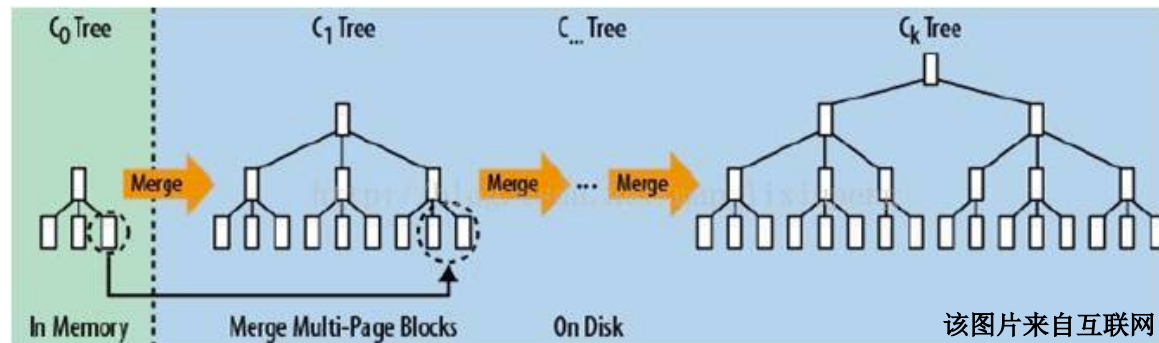 C0 Tree
C1 Tree
C... Tree
Ck Tree
Merge
Merge
...
Merge
In Memory
Merge Multi-Page Blocks
On Disk
该图片来自互联网